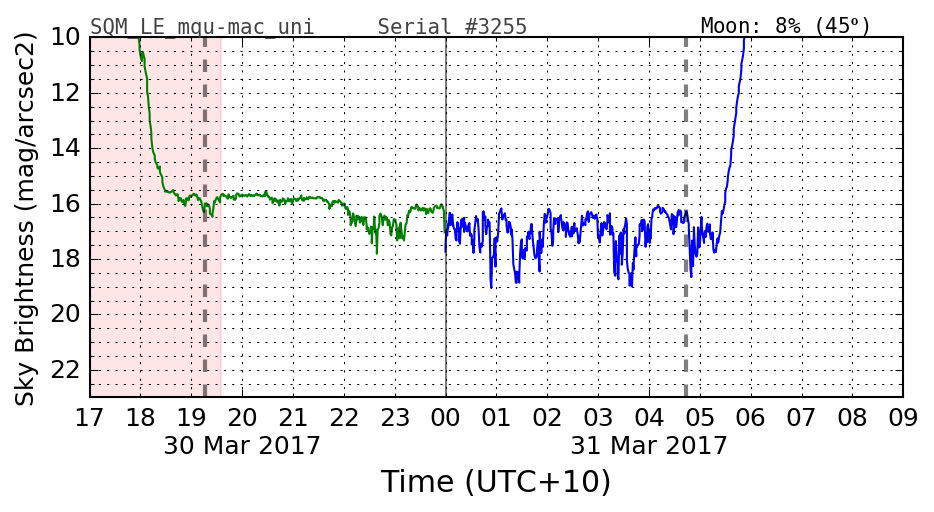 SQM_LE_mqu-mac_uni Serial #3255 Moon: 8% (45°)
Sky Brightness (mag/arcsec2)
10
12
14
16
18
20
22
17 18 19 20 21 22 23 00 01 02 03 04 05 06 07 08 09
30 Mar 2017 31 Mar 2017
Time (UTC+10)